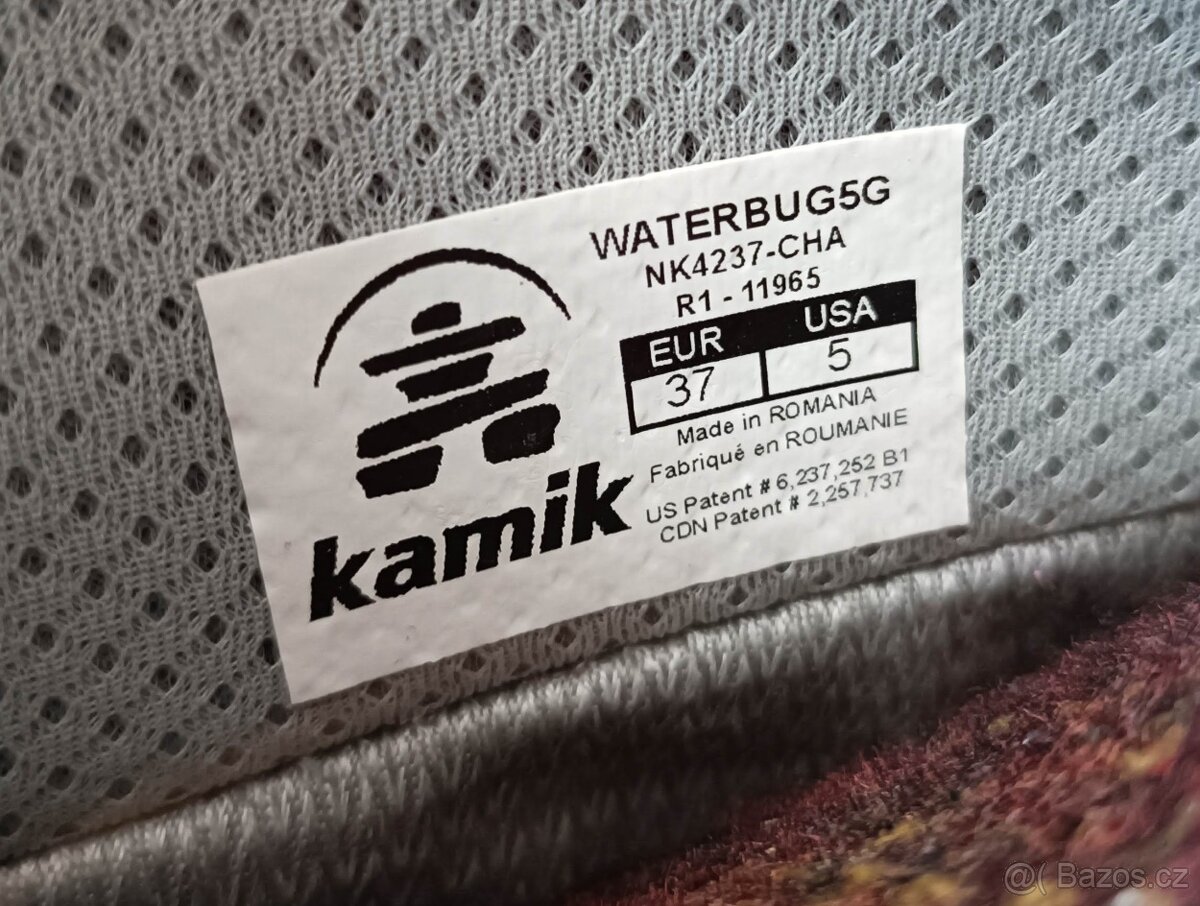 WATERBUG5G
NK4237-CHA
R1 - 11965
EUR USA
37 5
Made in ROMANIA
Fabriqué en ROUMANIE
US Patent # 6,237,252 B1
CDN Patent # 2,257,737
kamik
@( Bazos.cz